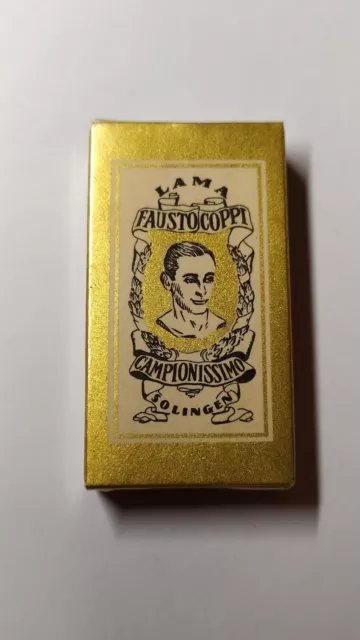 LAMA
FAUSTO COPPI
CAMPIONISSIMO
SOLINGEN